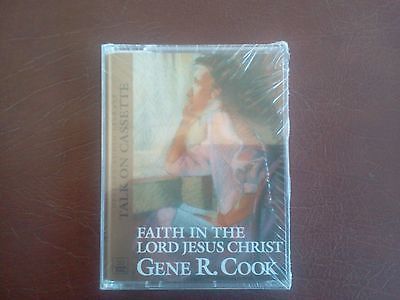 TALK ON CASSETTE
FAITH IN THE
LORD JESUS CHRIST
GENE R. COOK